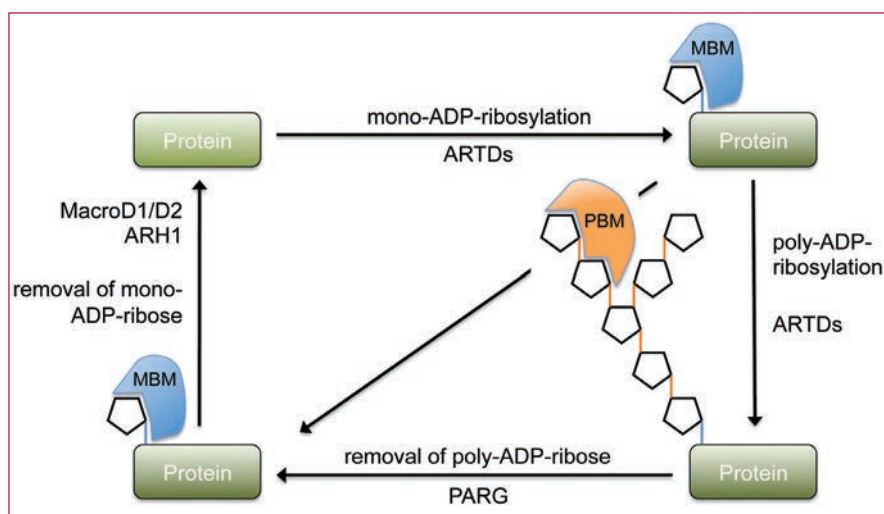 MBM
Protein
mono-ADP-ribosylation
ARTDs
Protein
MacroD1/D2
ARH1
PBM
poly-ADP-
ribosylation
removal of mono-
ADP-ribose
ARTDs
MBM
Protein
removal of poly-ADP-ribose
PARG
Protein